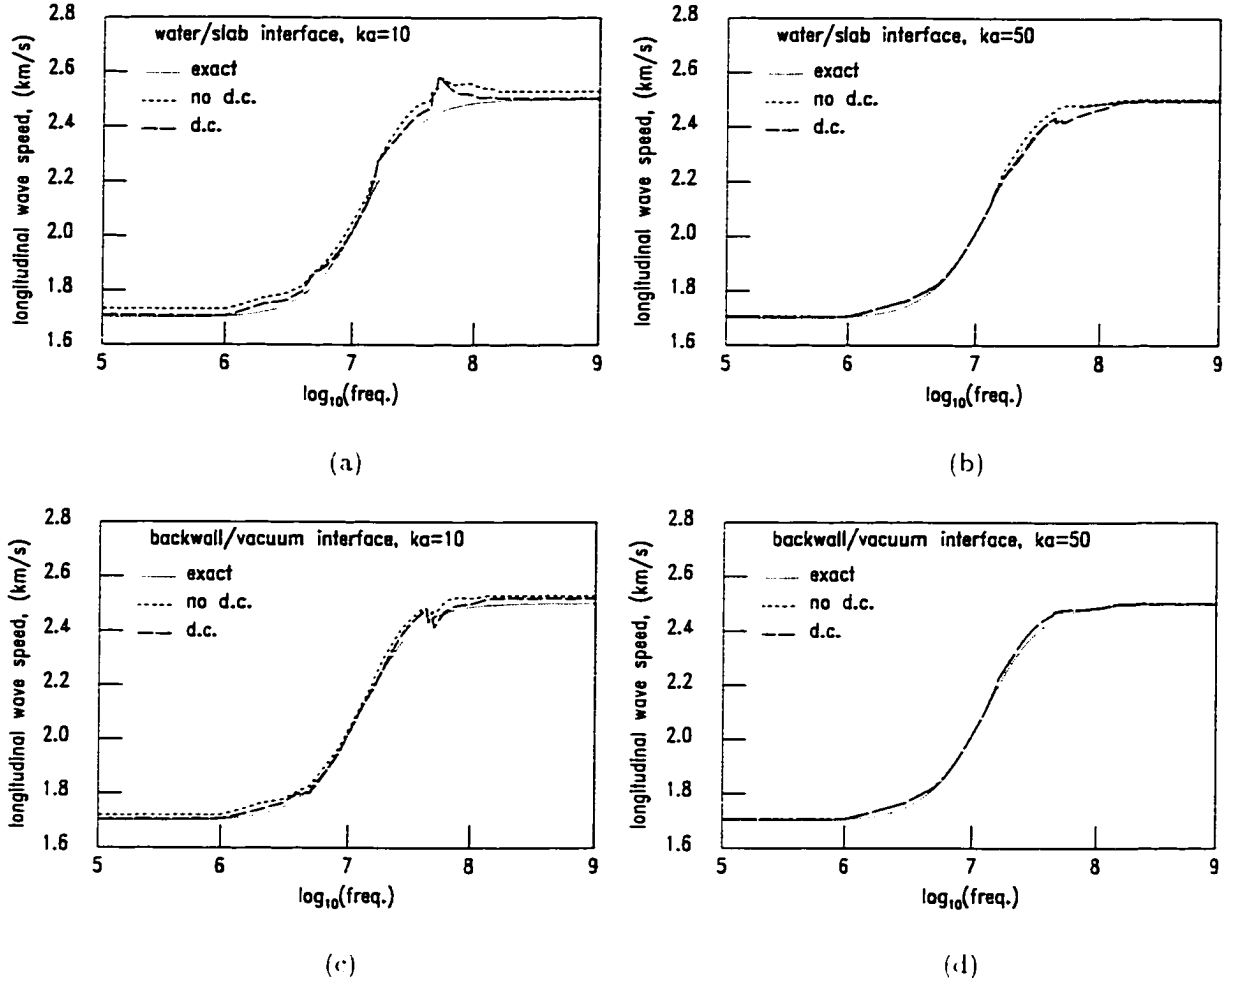 2.8
2.6
2.4
2.2
2.0
1.8
1.6
longitudinal wave speed, (km/s)
water/slab interface, ka=10
exact
no d.c.
d.c.
5 6 7 8 9
log10(freq.)
(a)
2.8
2.6
2.4
2.2
2.0
1.8
1.6
longitudinal wave speed, (km/s)
water/slab interface, ka=50
exact
no d.c.
d.c.
5 6 7 8 9
log10(freq.)
(b)
2.8
2.6
2.4
2.2
2.0
1.8
1.6
longitudinal wave speed, (km/s)
backwall/vacuum interface, ka=10
exact
no d.c.
d.c.
5 6 7 8 9
log10(freq.)
(c)
2.8
2.6
2.4
2.2
2.0
1.8
1.6
longitudinal wave speed, (km/s)
backwall/vacuum interface, ka=50
exact
no d.c.
d.c.
5 6 7 8 9
log10(freq.)
(d)